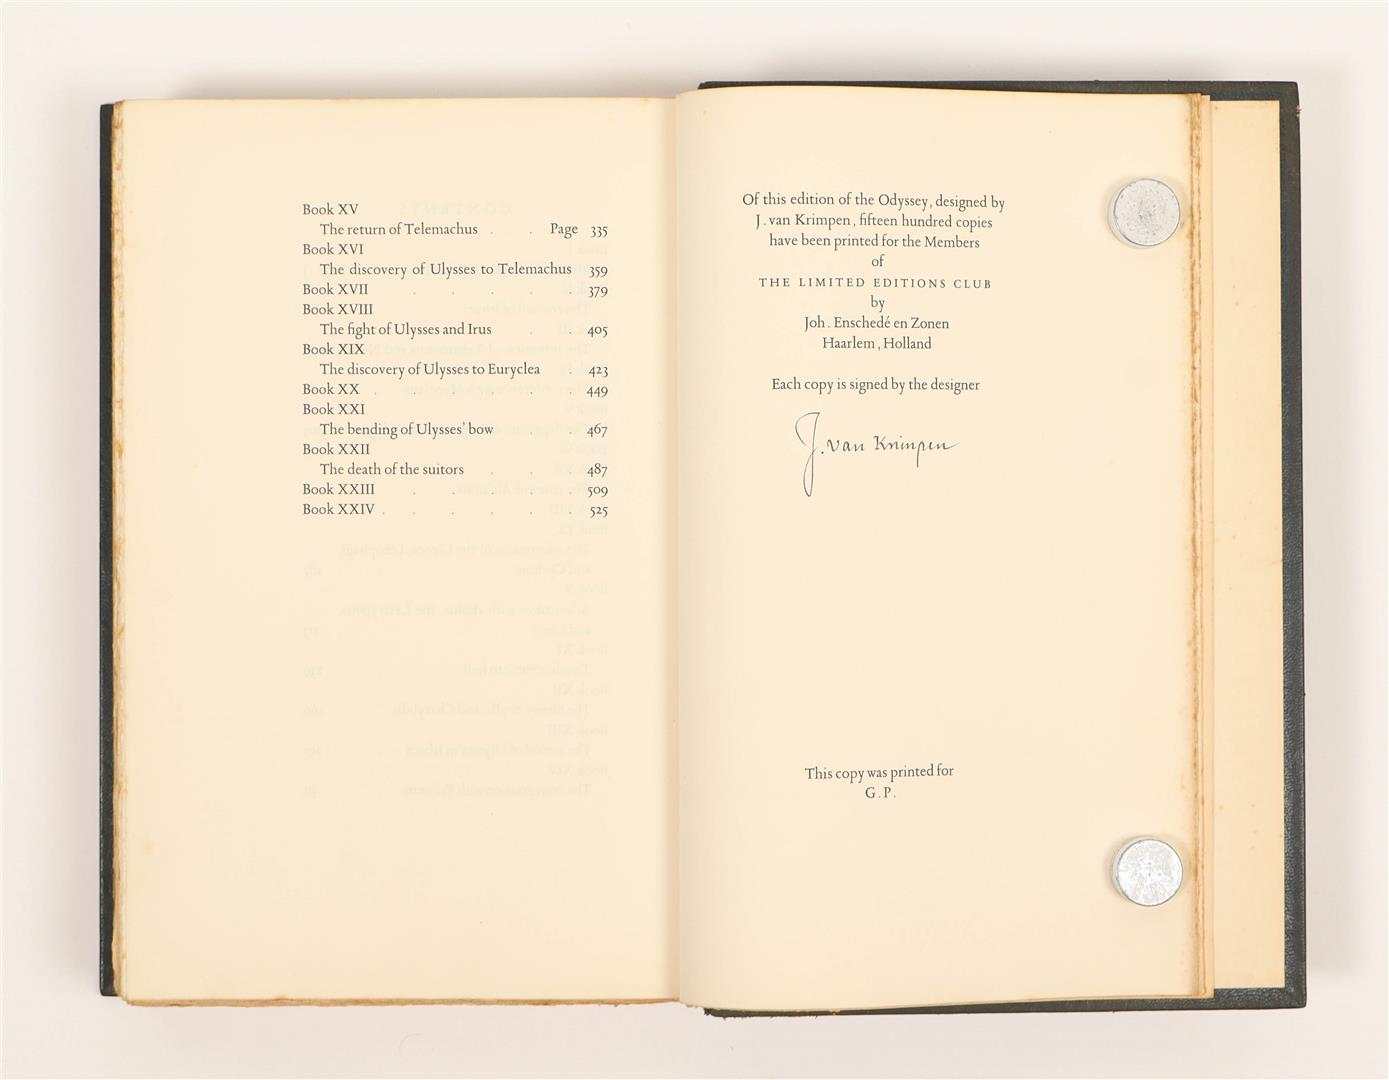 Book XV
The return of Telemachus . . Page 335
Book XVI
The discovery of Ulysses to Telemachus 359
Book XVII . . . . . 379
Book XVIII
The fight of Ulysses and Irus . . 405
Book XIX
The discovery of Ulysses to Euryclea . 423
Book XX . . . . . . 449
Book XXI
The bending of Ulysses' bow . . 467
Book XXII
The death of the suitors . . . 487
Book XXIII . . . . . 509
Book XXIV . . . . . . 525
Of this edition of the Odyssey, designed by
J. van Krimpen, fifteen hundred copies
have been printed for the Members
of
THE LIMITED EDITIONS CLUB
by
Joh. Enschedé en Zonen
Haarlem, Holland
Each copy is signed by the designer
J. van Krimpen
This copy was printed for
G.P.